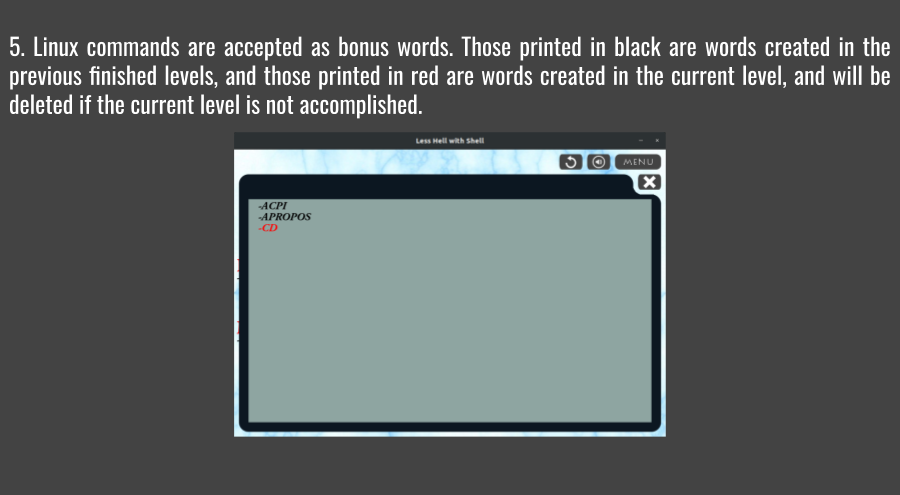 5. Linux commands are accepted as bonus words. Those printed in black are words created in the
previous finished levels, and those printed in red are words created in the current level, and will be
deleted if the current level is not accomplished.
Less Hell with Shell
MENU
-ACPI
-APROPOS
-CD